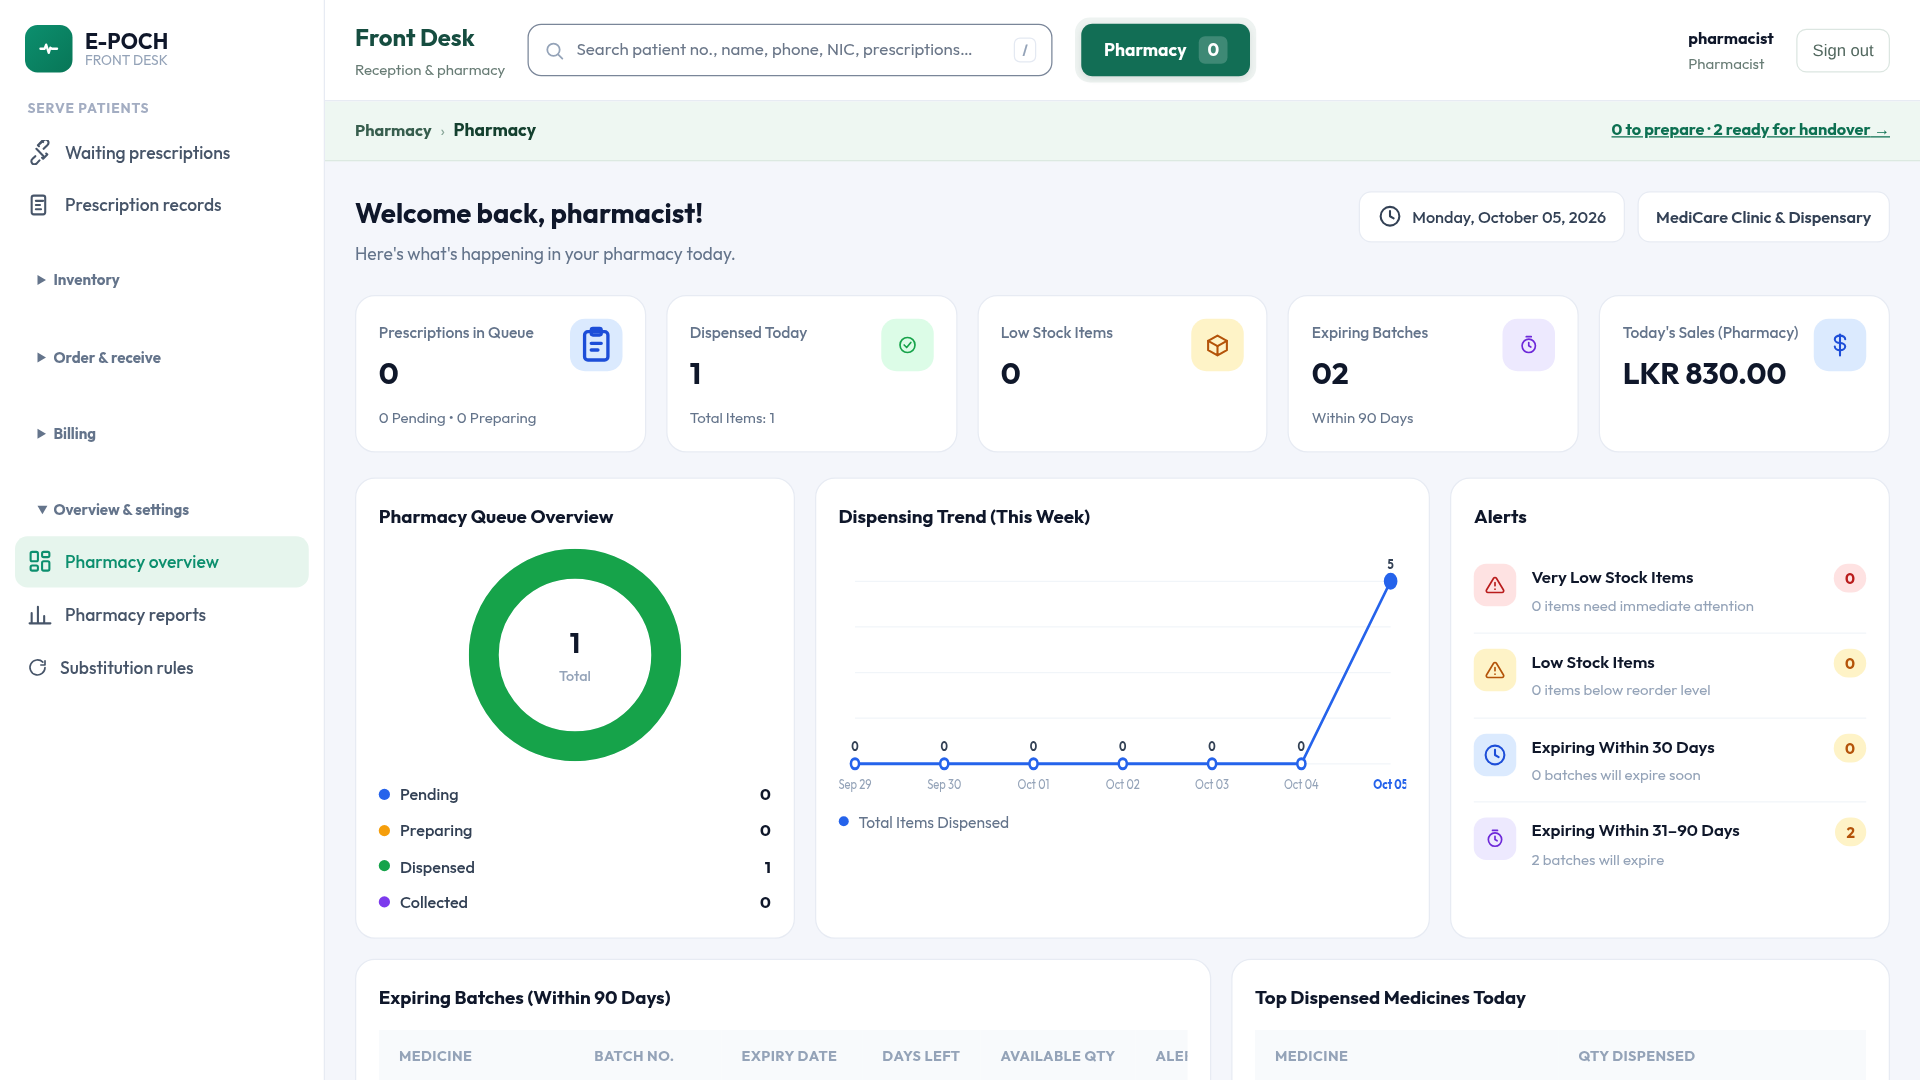 E-POCH
FRONT DESK
SERVE PATIENTS
Waiting prescriptions
Prescription records
Inventory
Order & receive
Billing
Overview & settings
Pharmacy overview
Pharmacy reports
Substitution rules
Front Desk
Reception & pharmacy
Search patient no., name, phone, NIC, prescriptions...
/
Pharmacy 0
pharmacist
Pharmacist
Sign out
Pharmacy › Pharmacy
0 to prepare · 2 ready for handover →
Welcome back, pharmacist!
Here's what's happening in your pharmacy today.
Monday, October 05, 2026
MediCare Clinic & Dispensary
Prescriptions in Queue
0
0 Pending • 0 Preparing
Dispensed Today
1
Total Items: 1
Low Stock Items
0
Expiring Batches
02
Within 90 Days
Today's Sales (Pharmacy)
LKR 830.00
Pharmacy Queue Overview
1
Total
Pending 0
Preparing 0
Dispensed 1
Collected 0
Dispensing Trend (This Week)
5
0 0 0 0 0 0
Sep 29 Sep 30 Oct 01 Oct 02 Oct 03 Oct 04 Oct 05
Total Items Dispensed
Alerts
Very Low Stock Items 0
0 items need immediate attention
Low Stock Items 0
0 items below reorder level
Expiring Within 30 Days 0
0 batches will expire soon
Expiring Within 31–90 Days 2
2 batches will expire
Expiring Batches (Within 90 Days)
MEDICINE BATCH NO. EXPIRY DATE DAYS LEFT AVAILABLE QTY
Top Dispensed Medicines Today
MEDICINE QTY DISPENSED